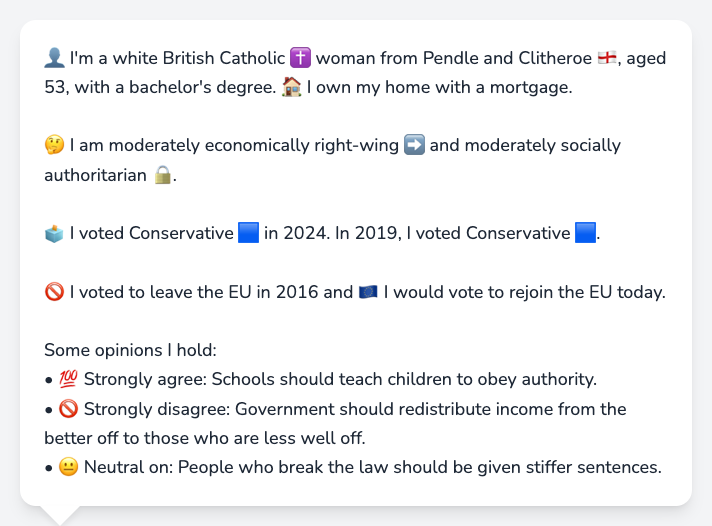 👤 I'm a white British Catholic ✝️ woman from Pendle and Clitheroe 🏴󠁧󠁢󠁥󠁮󠁧󠁿, aged
53, with a bachelor's degree. 🏠 I own my home with a mortgage.
🤔 I am moderately economically right-wing ➡️ and moderately socially
authoritarian 🔒.
🗳️ I voted Conservative 🟦 in 2024. In 2019, I voted Conservative 🟦.
🚫 I voted to leave the EU in 2016 and 🇪🇺 I would vote to rejoin the EU today.
Some opinions I hold:
• 💯 Strongly agree: Schools should teach children to obey authority.
• 🚫 Strongly disagree: Government should redistribute income from the
better off to those who are less well off.
• 😐 Neutral on: People who break the law should be given stiffer sentences.